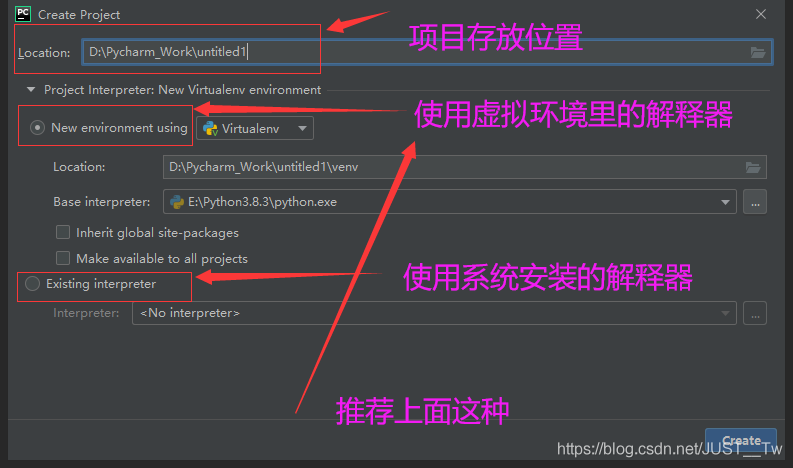 PC
Create Project
Location: D:\Pycharm_Work\untitled1
项目存放位置
Project Interpreter: New Virtualenv environment
使用虚拟环境里的解释器
New environment using Virtualenv
Location: D:\Pycharm_Work\untitled1\venv
Base interpreter: E:\Python3.8.3\python.exe ...
Inherit global site-packages
Make available to all projects
使用系统安装的解释器
Existing interpreter
Interpreter: <No interpreter> ...
推荐上面这种
Create
https://blog.csdn.net/JUST__Tw